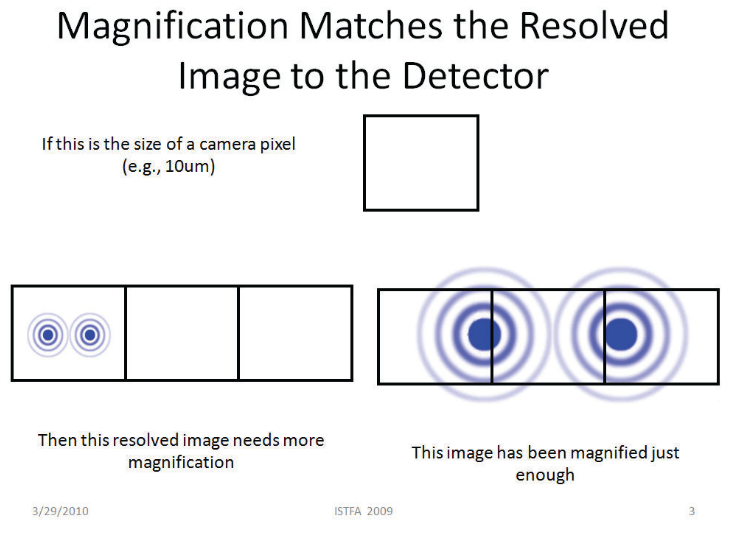 Magnification Matches the Resolved
Image to the Detector
If this is the size of a camera pixel
(e.g., 10um)
Then this resolved image needs more
magnification
This image has been magnified just
enough
3/29/2010
ISTFA 2009
3